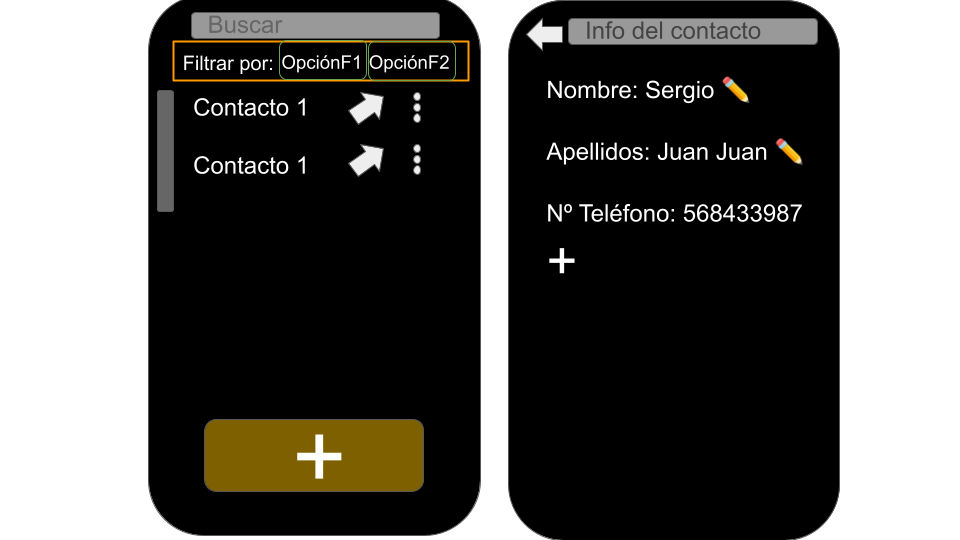 Buscar
Filtrar por: OpciónF1 OpciónF2
Contacto 1
Contacto 1
Info del contacto
Nombre: Sergio
Apellidos: Juan Juan
Nº Teléfono: 568433987